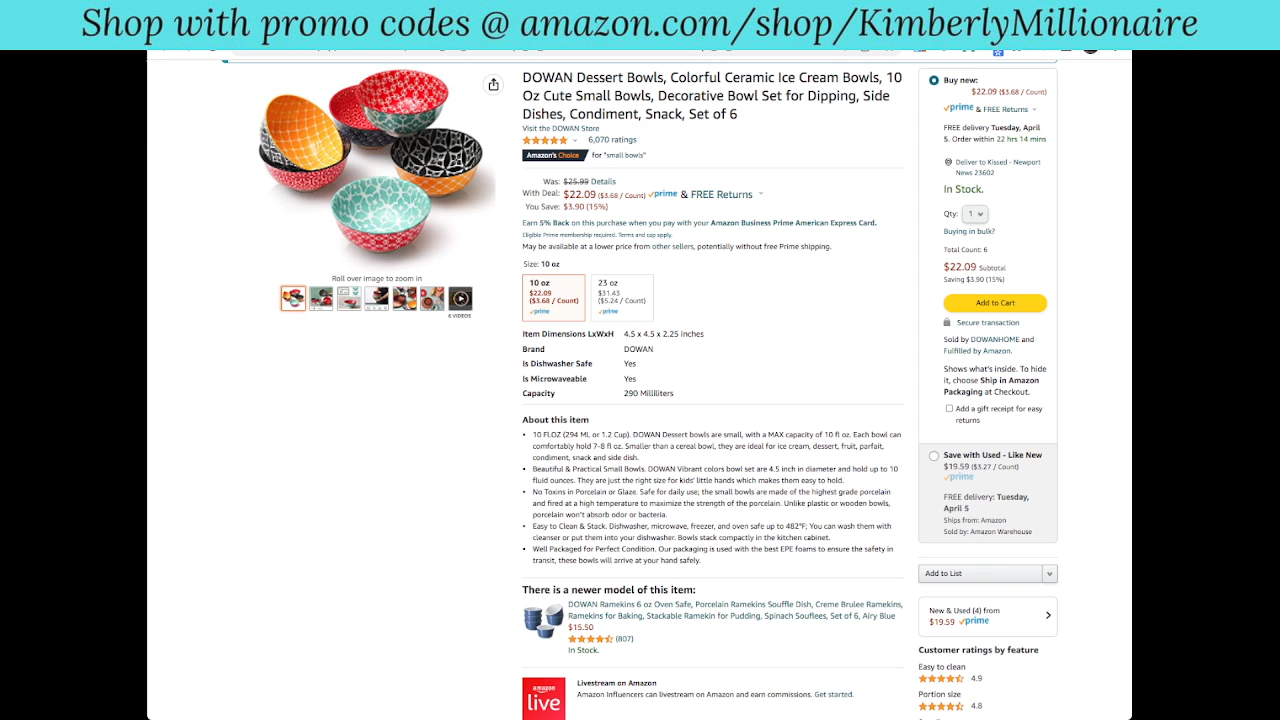 Shop with promo codes @ amazon.com/shop/KimberlyMillionaire
DOWAN Dessert Bowls, Colorful Ceramic Ice Cream Bowls, 10
Oz Cute Small Bowls, Decorative Bowl Set for Dipping, Side
Dishes, Condiment, Snack, Set of 6
Visit the DOWAN Store
6,070 ratings
Amazon's Choice for "small bowls"
Was: $25.99 Details
With Deal: $22.09 ($3.68 / Count) prime & FREE Returns
You Save: $3.90 (15%)
Earn 5% Back on this purchase when you pay with your Amazon Business Prime American Express Card.
Eligible Prime membership required. Terms and cap apply.
May be available at a lower price from other sellers, potentially without free Prime shipping.
Size: 10 oz
10 oz
$22.09
($3.68 / Count)
prime
23 oz
$31.43
($5.24 / Count)
prime
Roll over image to zoom in
6 VIDEOS
Item Dimensions LxWxH 4.5 x 4.5 x 2.25 inches
Brand DOWAN
Is Dishwasher Safe Yes
Is Microwaveable Yes
Capacity 290 Milliliters
About this item
• 10 FL.OZ (294 ML or 1.2 Cup). DOWAN Dessert bowls are small, with a MAX capacity of 10 fl oz. Each bowl can
comfortably hold 7-8 fl oz. Smaller than a cereal bowl, they are ideal for ice cream, dessert, fruit, parfait,
condiment, snack and side dish.
• Beautiful & Practical Small Bowls. DOWAN Vibrant colors bowl set are 4.5 inch in diameter and hold up to 10
fluid ounces. They are just the right size for kids' little hands which makes them easy to hold.
• No Toxins in Porcelain or Glaze. Safe for daily use; the small bowls are made of the highest grade porcelain
and fired at a high temperature to maximize the strength of the porcelain. Unlike plastic or wooden bowls,
porcelain won't absorb odor or bacteria.
• Easy to Clean & Stack. Dishwasher, microwave, freezer, and oven safe up to 482°F; You can wash them with
cleanser or put them into your dishwasher. Bowls stack compactly in the kitchen cabinet.
• Well Packaged for Perfect Condition. Our packaging is used with the best EPE foams to ensure the safety in
transit, these bowls will arrive at your hand safely.
There is a newer model of this item:
DOWAN Ramekins 6 oz Oven Safe, Porcelain Ramekins Souffle Dish, Creme Brulee Ramekins,
Ramekins for Baking, Stackable Ramekin for Pudding, Spinach Souflees, Set of 6, Airy Blue
$15.50
(807)
In Stock.
amazon
live
Livestream on Amazon
Amazon Influencers can livestream on Amazon and earn commissions. Get started.
Buy new:
$22.09 ($3.68 / Count)
prime & FREE Returns
FREE delivery Tuesday, April
5. Order within 22 hrs 14 mins
Deliver to Kissed - Newport
News 23602
In Stock.
Qty: 1
Buying in bulk?
Total Count: 6
$22.09 Subtotal
Saving $3.90 (15%)
Add to Cart
Secure transaction
Sold by DOWANHOME and
Fulfilled by Amazon.
Shows what's inside. To hide
it, choose Ship in Amazon
Packaging at Checkout.
Add a gift receipt for easy
returns
Save with Used - Like New
$19.59 ($3.27 / Count)
prime
FREE delivery: Tuesday,
April 5
Ships from: Amazon
Sold by: Amazon Warehouse
Add to List
New & Used (4) from
$19.59 prime
Customer ratings by feature
Easy to clean
4.9
Portion size
4.8